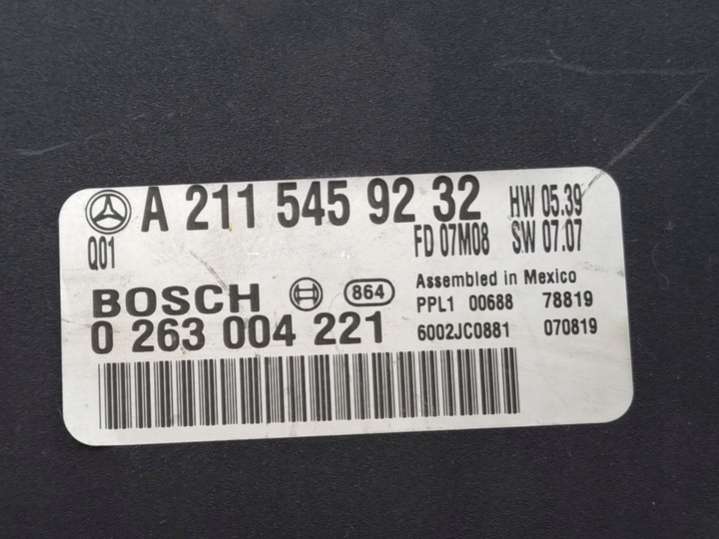 A 211 545 92 32 HW 05.39
Q01 FD 07M08 SW 07.07
BOSCH 864 Assembled in Mexico
PPL1 00688 78819
0 263 004 221 6002JC0881 070819